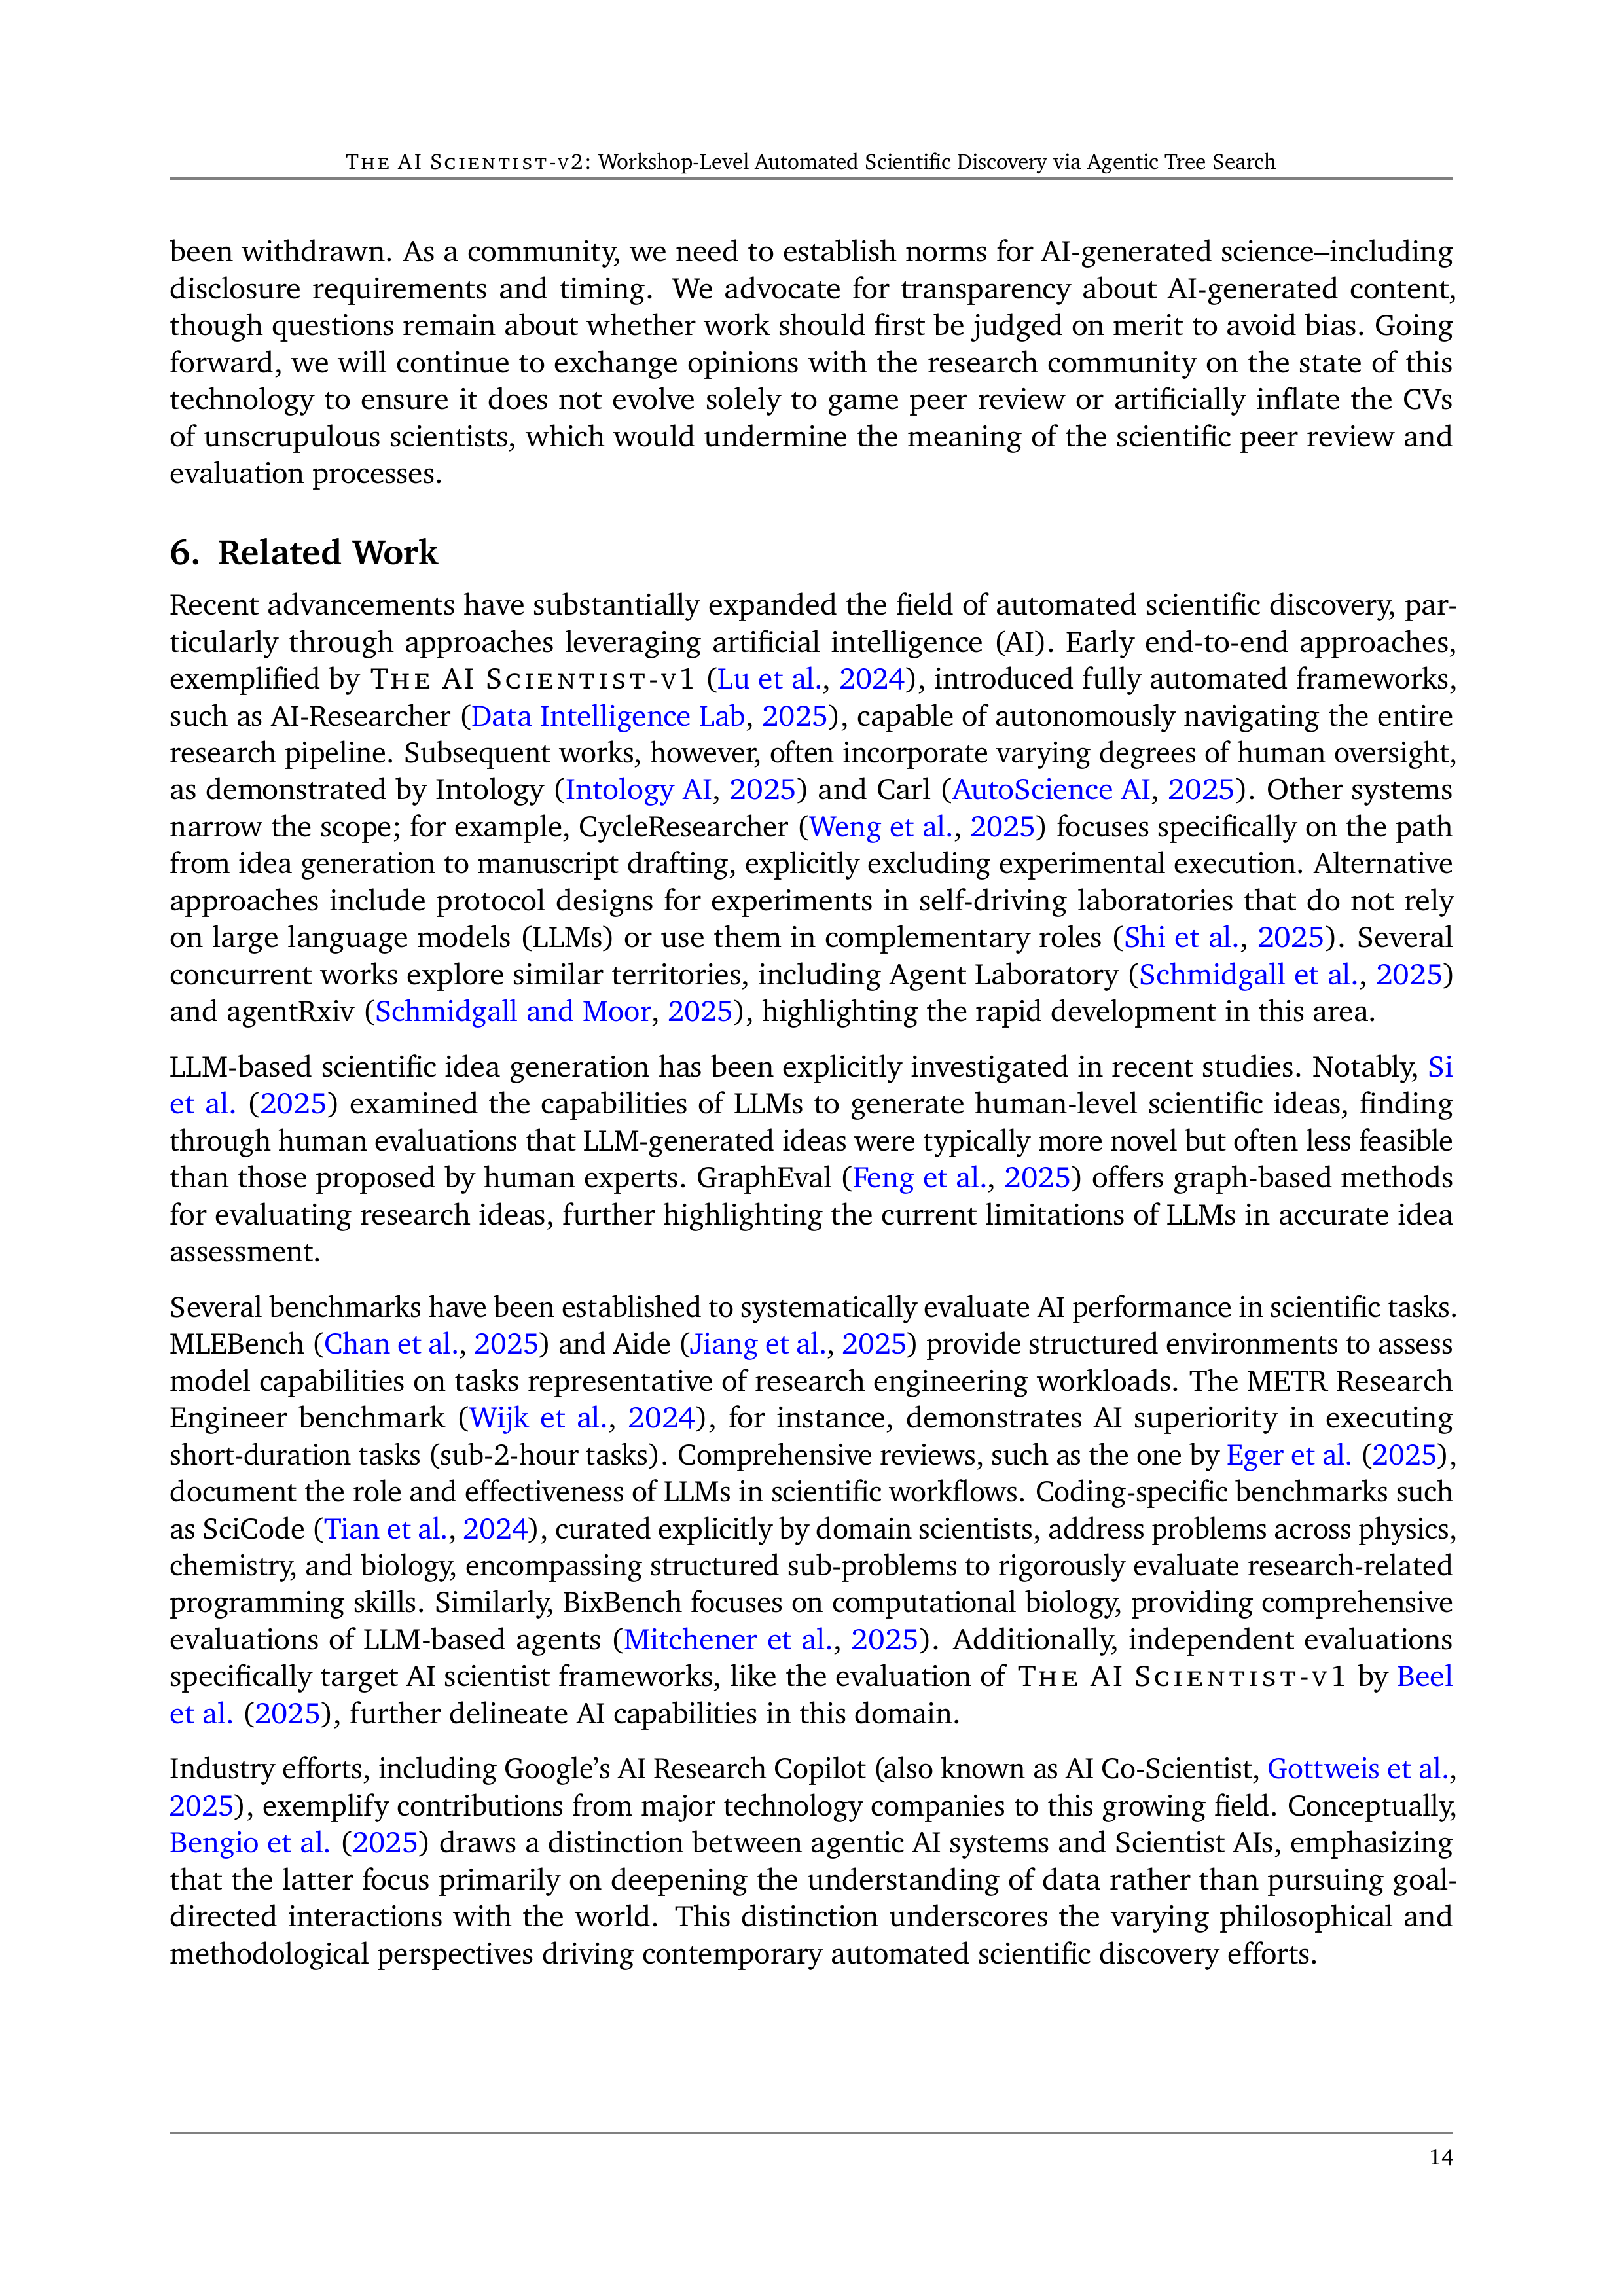 THE AI SCIENTIST-V2: Workshop-Level Automated Scientific Discovery via Agentic Tree Search
been withdrawn. As a community, we need to establish norms for AI-generated science–including
disclosure requirements and timing. We advocate for transparency about AI-generated content,
though questions remain about whether work should first be judged on merit to avoid bias. Going
forward, we will continue to exchange opinions with the research community on the state of this
technology to ensure it does not evolve solely to game peer review or artificially inflate the CVs
of unscrupulous scientists, which would undermine the meaning of the scientific peer review and
evaluation processes.
6. Related Work
Recent advancements have substantially expanded the field of automated scientific discovery, par-
ticularly through approaches leveraging artificial intelligence (AI). Early end-to-end approaches,
exemplified by THE AI SCIENTIST-V1 (Lu et al., 2024), introduced fully automated frameworks,
such as AI-Researcher (Data Intelligence Lab, 2025), capable of autonomously navigating the entire
research pipeline. Subsequent works, however, often incorporate varying degrees of human oversight,
as demonstrated by Intology (Intology AI, 2025) and Carl (AutoScience AI, 2025). Other systems
narrow the scope; for example, CycleResearcher (Weng et al., 2025) focuses specifically on the path
from idea generation to manuscript drafting, explicitly excluding experimental execution. Alternative
approaches include protocol designs for experiments in self-driving laboratories that do not rely
on large language models (LLMs) or use them in complementary roles (Shi et al., 2025). Several
concurrent works explore similar territories, including Agent Laboratory (Schmidgall et al., 2025)
and agentRxiv (Schmidgall and Moor, 2025), highlighting the rapid development in this area.
LLM-based scientific idea generation has been explicitly investigated in recent studies. Notably, Si
et al. (2025) examined the capabilities of LLMs to generate human-level scientific ideas, finding
through human evaluations that LLM-generated ideas were typically more novel but often less feasible
than those proposed by human experts. GraphEval (Feng et al., 2025) offers graph-based methods
for evaluating research ideas, further highlighting the current limitations of LLMs in accurate idea
assessment.
Several benchmarks have been established to systematically evaluate AI performance in scientific tasks.
MLEBench (Chan et al., 2025) and Aide (Jiang et al., 2025) provide structured environments to assess
model capabilities on tasks representative of research engineering workloads. The METR Research
Engineer benchmark (Wijk et al., 2024), for instance, demonstrates AI superiority in executing
short-duration tasks (sub-2-hour tasks). Comprehensive reviews, such as the one by Eger et al. (2025),
document the role and effectiveness of LLMs in scientific workflows. Coding-specific benchmarks such
as SciCode (Tian et al., 2024), curated explicitly by domain scientists, address problems across physics,
chemistry, and biology, encompassing structured sub-problems to rigorously evaluate research-related
programming skills. Similarly, BixBench focuses on computational biology, providing comprehensive
evaluations of LLM-based agents (Mitchener et al., 2025). Additionally, independent evaluations
specifically target AI scientist frameworks, like the evaluation of THE AI SCIENTIST-V1 by Beel
et al. (2025), further delineate AI capabilities in this domain.
Industry efforts, including Google’s AI Research Copilot (also known as AI Co-Scientist, Gottweis et al.,
2025), exemplify contributions from major technology companies to this growing field. Conceptually,
Bengio et al. (2025) draws a distinction between agentic AI systems and Scientist AIs, emphasizing
that the latter focus primarily on deepening the understanding of data rather than pursuing goal-
directed interactions with the world. This distinction underscores the varying philosophical and
methodological perspectives driving contemporary automated scientific discovery efforts.
14